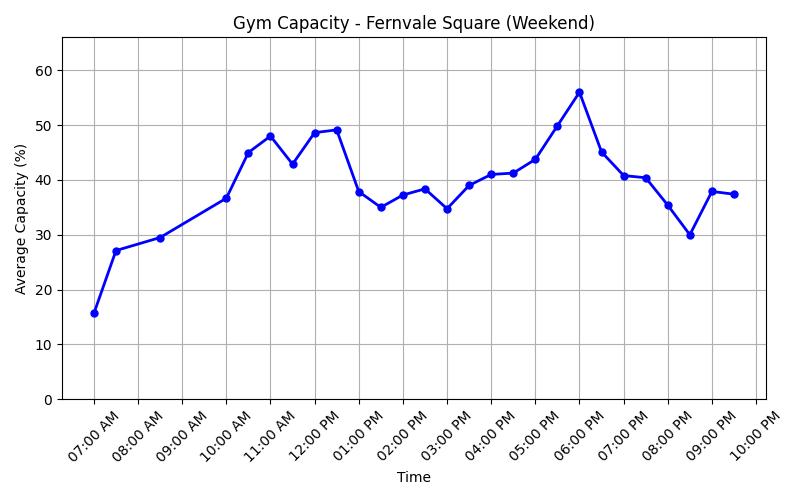 Gym Capacity - Fernvale Square (Weekend)
Average Capacity (%)
60
50
40
30
20
10
0
07:00 AM
08:00 AM
09:00 AM
10:00 AM
11:00 AM
12:00 PM
01:00 PM
02:00 PM
03:00 PM
04:00 PM
05:00 PM
06:00 PM
07:00 PM
08:00 PM
09:00 PM
10:00 PM
Time